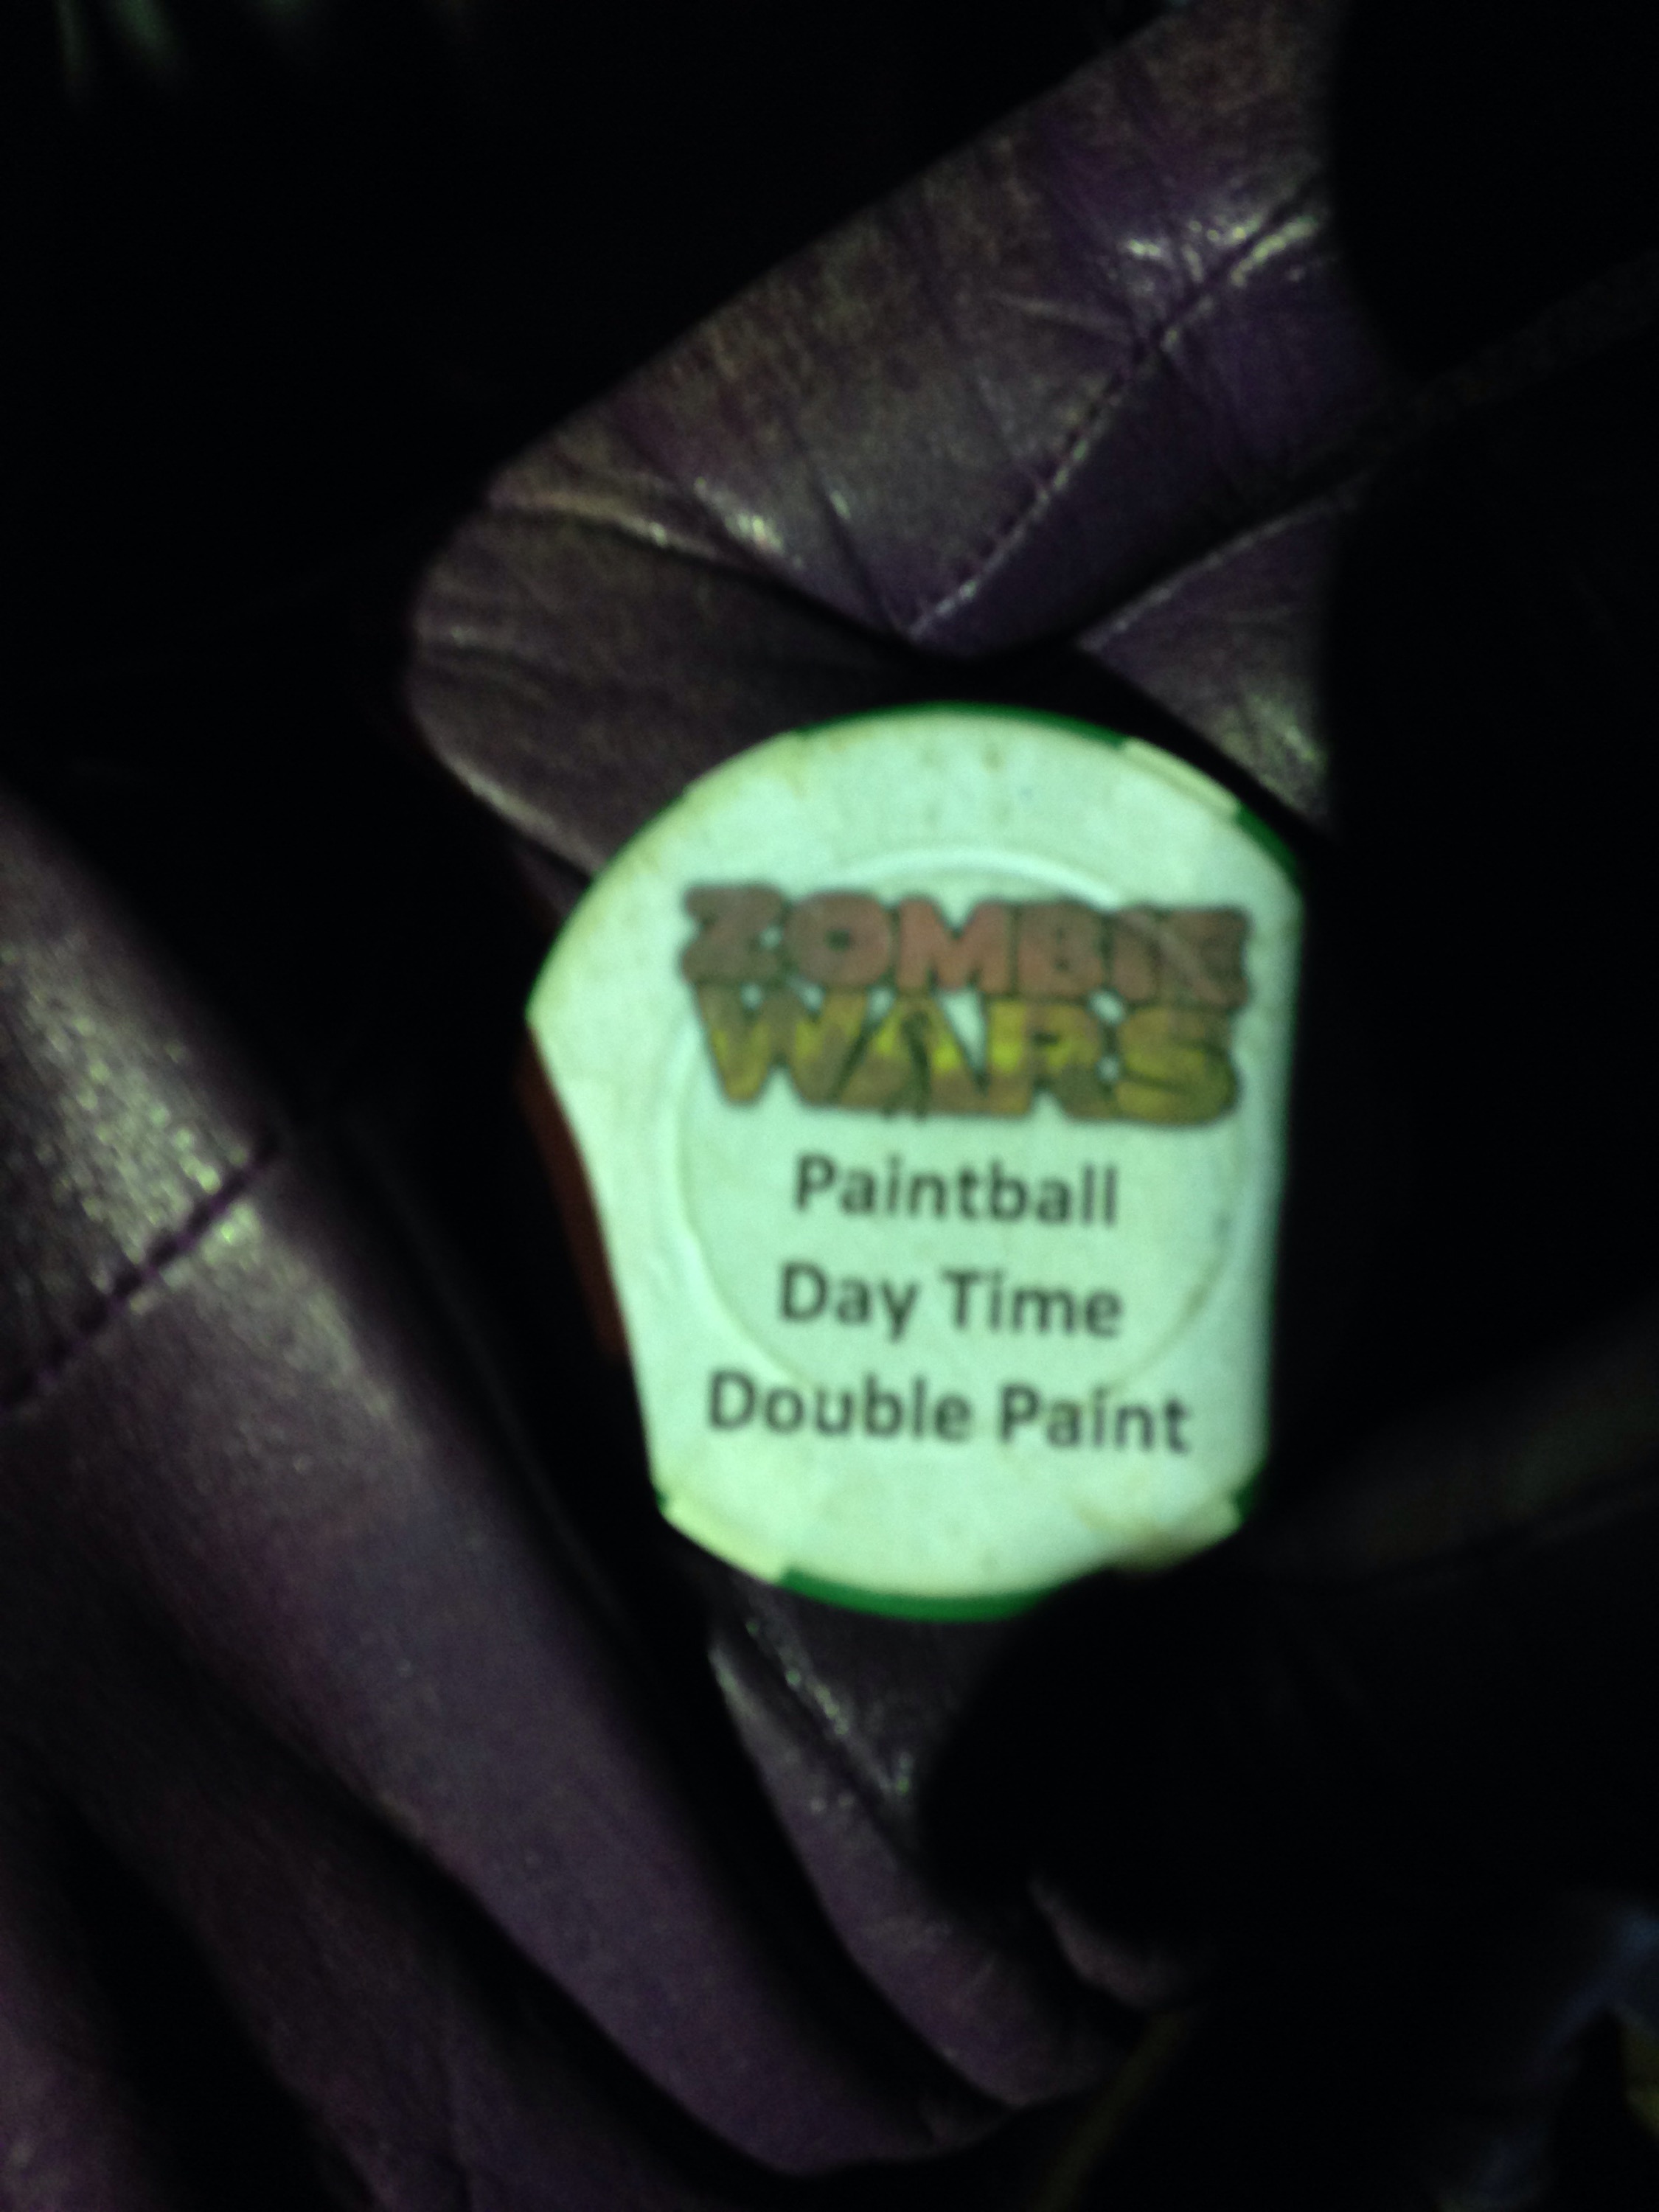 ZOMBIE
WARS
Paintball
Day Time
Double Paint